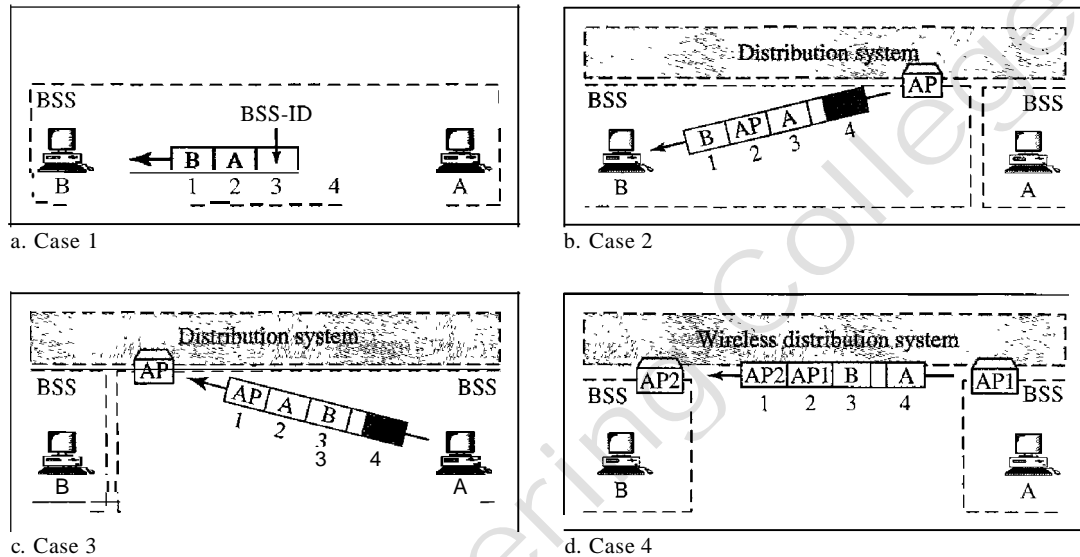 BSS
BSS-ID
B A
B
1 2 3 4
A
a. Case 1
Distribution system
AP
BSS
BSS
B AP A
1 2 3 4
B
A
b. Case 2
Distribution system
AP
BSS
BSS
AP A B
1 2 3
3 4
B
A
c. Case 3
Wireless distribution system
AP2
AP2 AP1 B A
AP1
BSS
BSS
1 2 3 4
B
A
d. Case 4
ering College